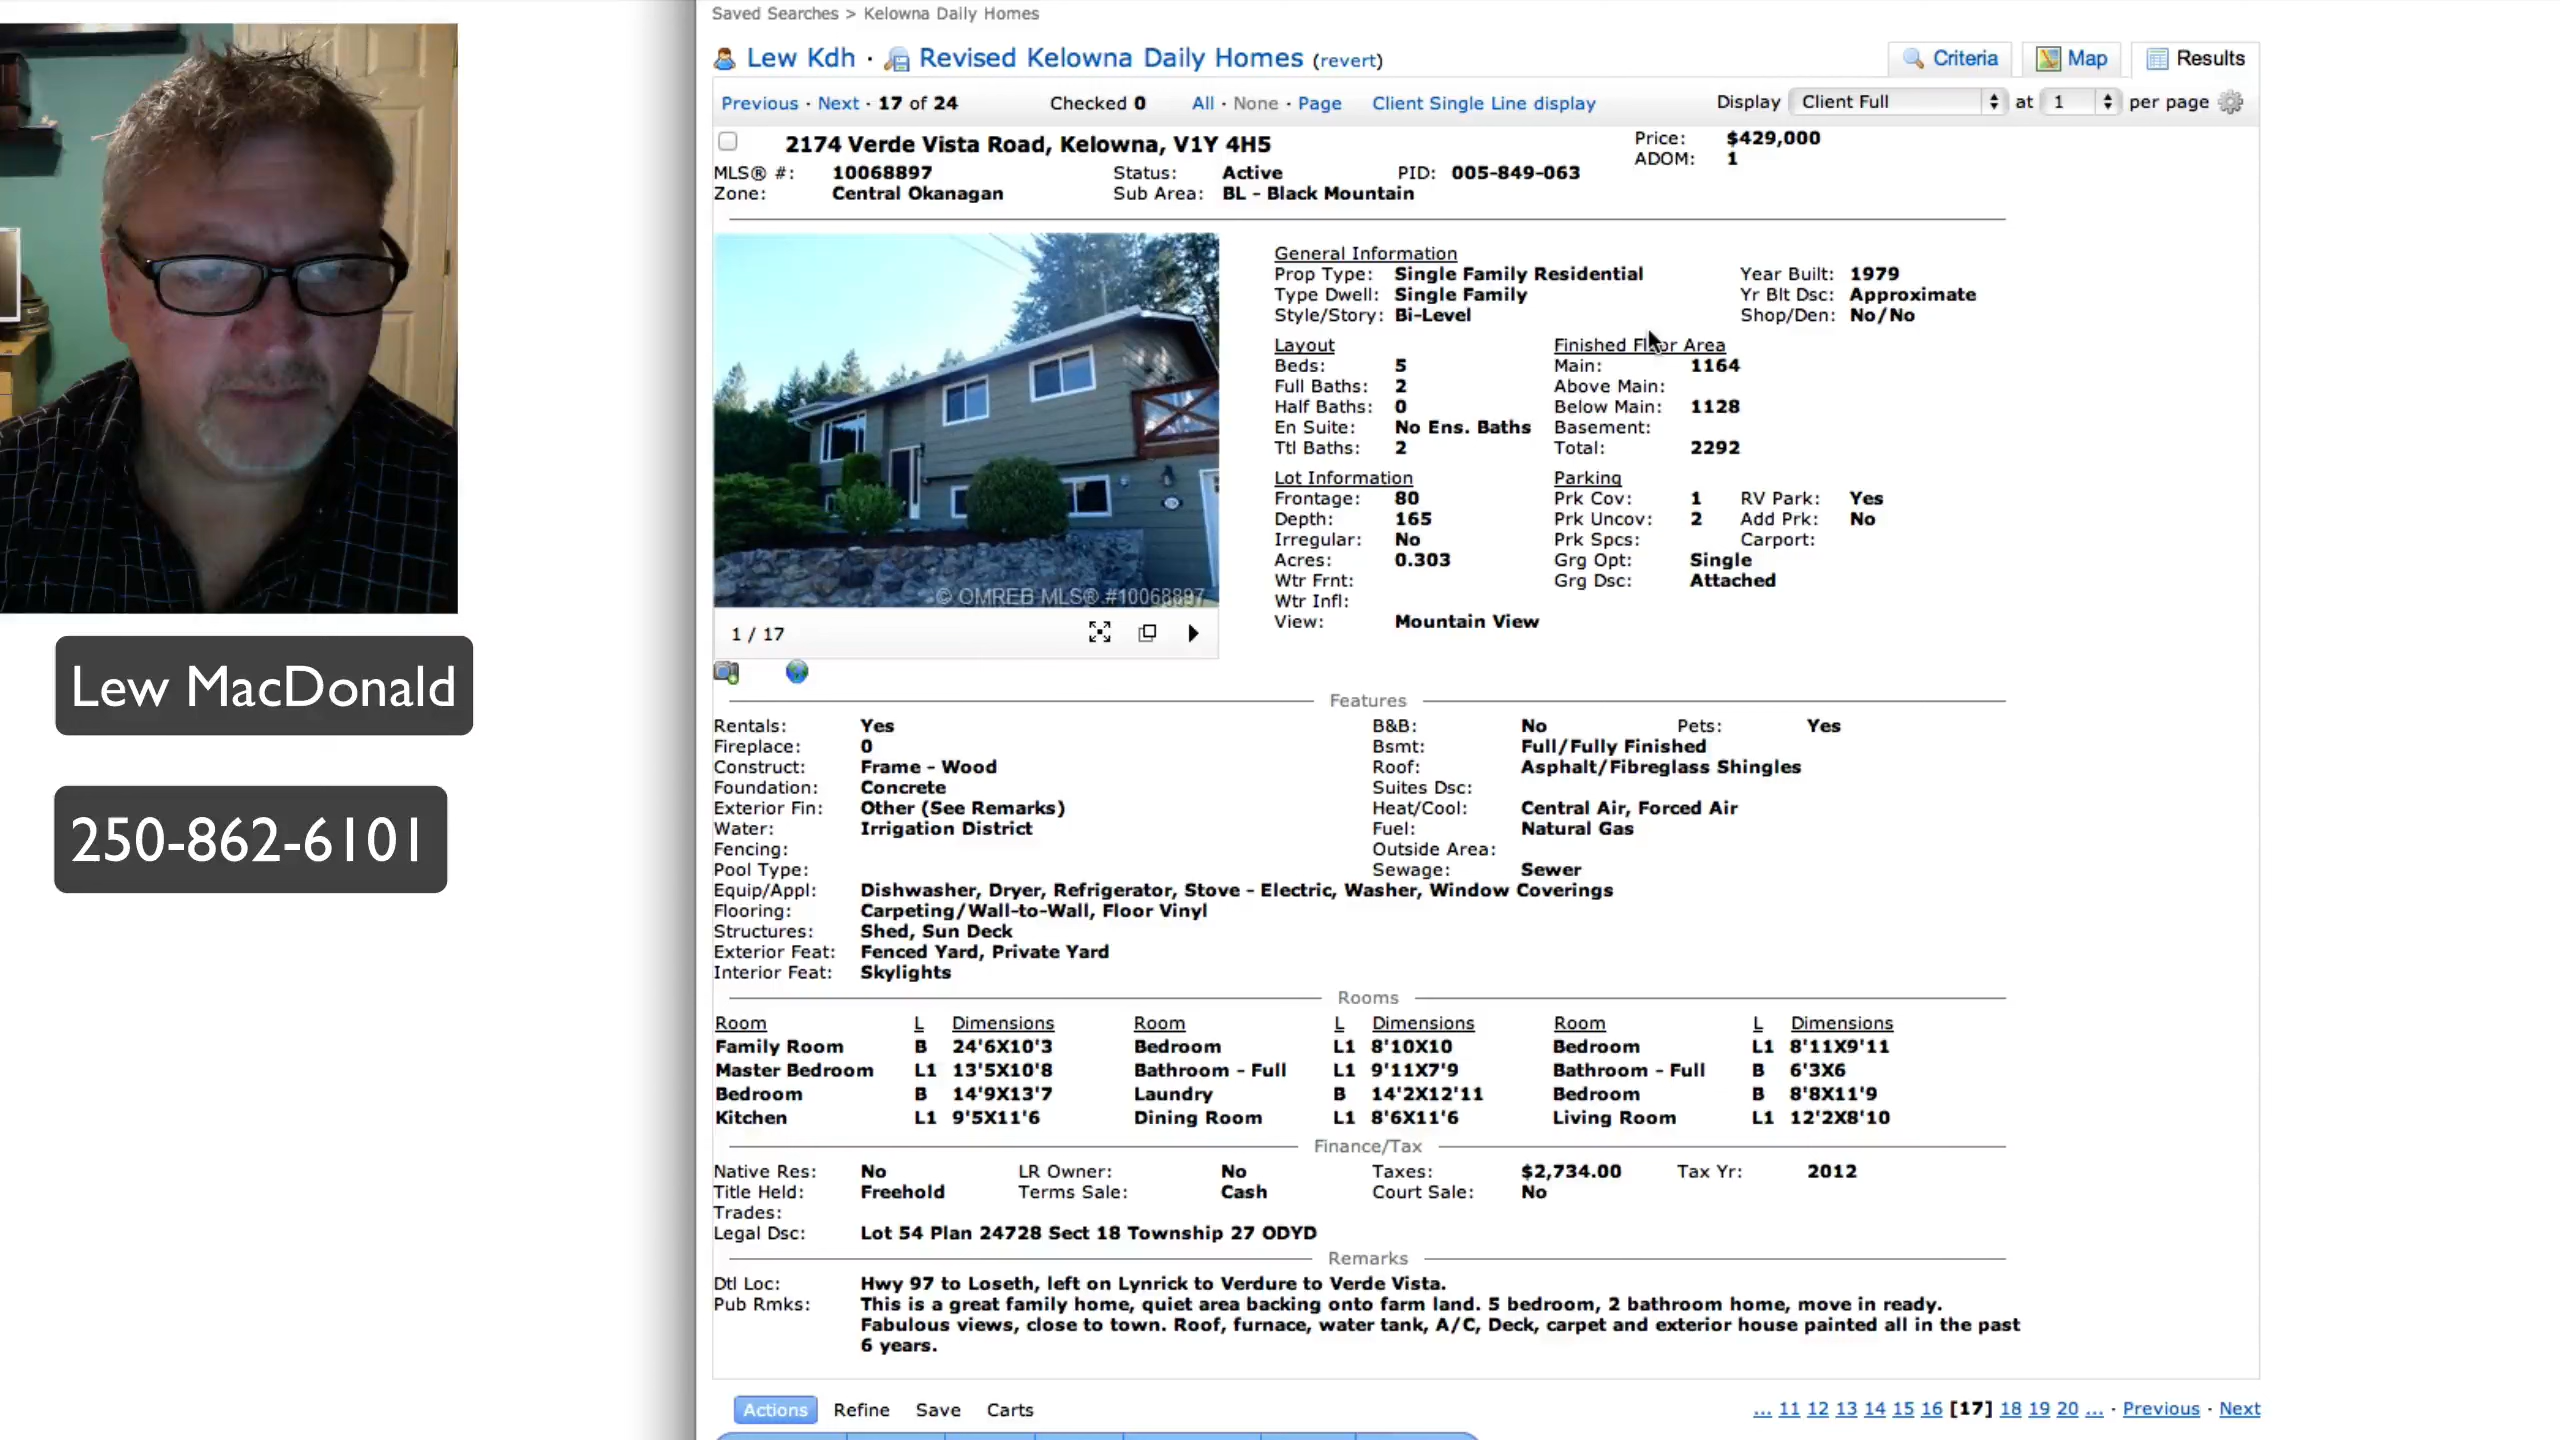 Saved Searches > Kelowna Daily Homes
Lew Kdh · Revised Kelowna Daily Homes (revert)
Criteria Map Results
Previous · Next · 17 of 24 Checked 0 All · None · Page Client Single Line display Display Client Full at 1 per page
2174 Verde Vista Road, Kelowna, V1Y 4H5
Price: $429,000
ADOM: 1
MLS® #: 10068897 Status: Active PID: 005-849-063
Zone: Central Okanagan Sub Area: BL - Black Mountain
General Information
Prop Type: Single Family Residential Year Built: 1979
Type Dwell: Single Family Yr Blt Dsc: Approximate
Style/Story: Bi-Level Shop/Den: No/No
Layout Finished Floor Area
Beds: 5 Main: 1164
Full Baths: 2 Above Main:
Half Baths: 0 Below Main: 1128
En Suite: No Ens. Baths Basement:
Ttl Baths: 2 Total: 2292
Lot Information Parking
Frontage: 80 Prk Cov: 1 RV Park: Yes
Depth: 165 Prk Uncov: 2 Add Prk: No
Irregular: No Prk Spcs: Carport:
Acres: 0.303 Grg Opt: Single
Wtr Frnt: Grg Dsc: Attached
Wtr Infl:
View: Mountain View
© OMREB MLS® #10068897
1 / 17
Lew MacDonald
250-862-6101
Features
Rentals: Yes B&B: No Pets: Yes
Fireplace: 0 Bsmt: Full/Fully Finished
Construct: Frame - Wood Roof: Asphalt/Fibreglass Shingles
Foundation: Concrete Suites Dsc:
Exterior Fin: Other (See Remarks) Heat/Cool: Central Air, Forced Air
Water: Irrigation District Fuel: Natural Gas
Fencing: Outside Area:
Pool Type: Sewage: Sewer
Equip/Appl: Dishwasher, Dryer, Refrigerator, Stove - Electric, Washer, Window Coverings
Flooring: Carpeting/Wall-to-Wall, Floor Vinyl
Structures: Shed, Sun Deck
Exterior Feat: Fenced Yard, Private Yard
Interior Feat: Skylights
Rooms
Room L Dimensions Room L Dimensions Room L Dimensions
Family Room B 24'6X10'3 Bedroom L1 8'10X10 Bedroom L1 8'11X9'11
Master Bedroom L1 13'5X10'8 Bathroom - Full L1 9'11X7'9 Bathroom - Full B 6'3X6
Bedroom B 14'9X13'7 Laundry B 14'2X12'11 Bedroom B 8'8X11'9
Kitchen L1 9'5X11'6 Dining Room L1 8'6X11'6 Living Room L1 12'2X8'10
Finance/Tax
Native Res: No LR Owner: No Taxes: $2,734.00 Tax Yr: 2012
Title Held: Freehold Terms Sale: Cash Court Sale: No
Trades:
Legal Dsc: Lot 54 Plan 24728 Sect 18 Township 27 ODYD
Remarks
Dtl Loc: Hwy 97 to Loseth, left on Lynrick to Verdure to Verde Vista.
Pub Rmks: This is a great family home, quiet area backing onto farm land. 5 bedroom, 2 bathroom home, move in ready.
Fabulous views, close to town. Roof, furnace, water tank, A/C, Deck, carpet and exterior house painted all in the past
6 years.
Actions Refine Save Carts
... 11 12 13 14 15 16 [17] 18 19 20 ... · Previous · Next